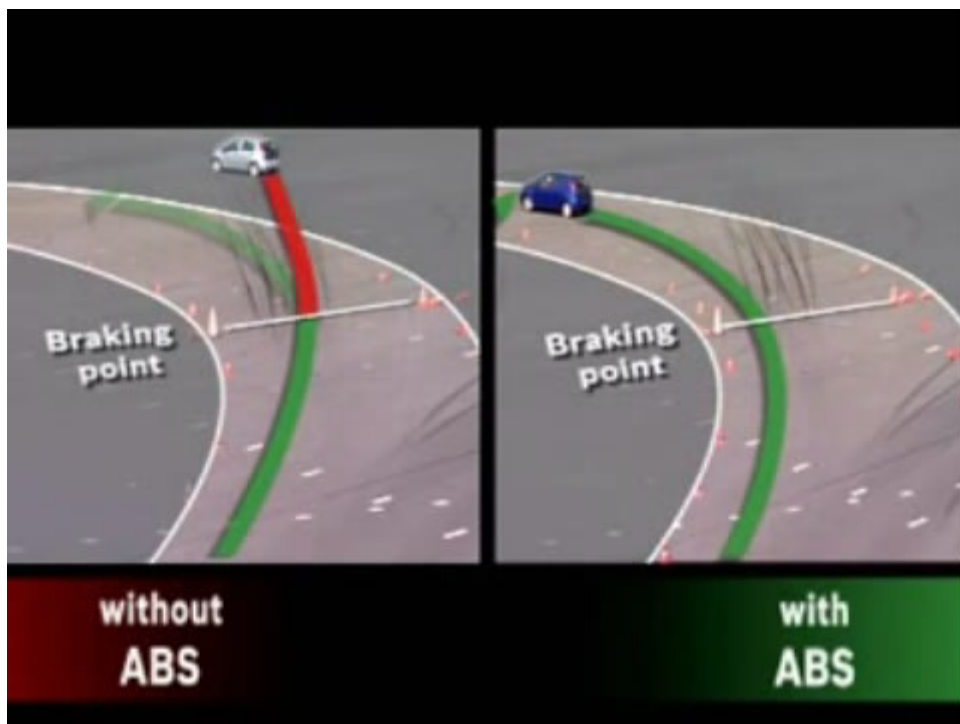 Braking
point
Braking
point
without
ABS
with
ABS